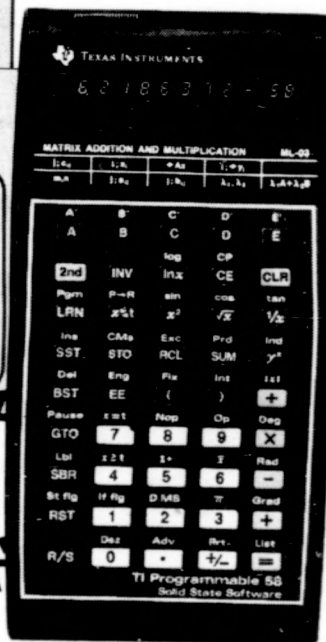 TEXAS INSTRUMENTS
6.2186372-58
MATRIX ADDITION AND MULTIPLICATION ML-03
m,n
A' B' C' D' E'
A B C D E
log CP
2nd INV lnx CE CLR
Pgm P→R sin cos tan
LRN x⇄t x² √x 1/x
Ins CMs Exc Prd Ind
SST STO RCL SUM yˣ
Del Eng Fix Int |x|
BST EE ( ) ÷
Pause x=t Nop Op Deg
GTO 7 8 9 ×
Lbl x≥t Σ+ x̄ Rad
SBR 4 5 6 −
St flg If flg D.MS π Grad
RST 1 2 3 +
Dsz Adv Prt List
R/S 0 . +/− =
TI Programmable 58
Solid State Software